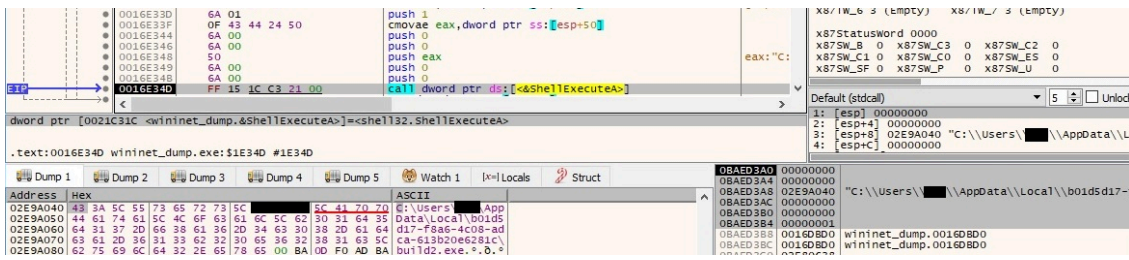 x87TW_6 3 (Empty) x87TW_7 3 (Empty)
0016E33D 6A 01 push 1
0016E33F 0F 43 44 24 50 cmovae eax,dword ptr ss:[esp+50]
0016E344 6A 00 push 0
0016E346 6A 00 push 0
0016E348 50 push eax eax:"C:
0016E349 6A 00 push 0
0016E34B 6A 00 push 0
EIP 0016E34D FF 15 1C C3 21 00 call dword ptr ds:[<&ShellExecuteA>]
x87StatusWord 0000
x87SW_B 0 x87SW_C3 0 x87SW_C2 0
x87SW_C1 0 x87SW_C0 0 x87SW_ES 0
x87SW_SF 0 x87SW_P 0 x87SW_U 0
Default (stdcall) 5 Unlock
dword ptr [0021C31C <wininet_dump.&ShellExecuteA>]=<shell32.ShellExecuteA>
.text:0016E34D wininet_dump.exe:$1E34D #1E34D
1: [esp] 00000000
2: [esp+4] 00000000
3: [esp+8] 02E9A040 "C:\\Users\\ \\AppData\\L
4: [esp+C] 00000000
Dump 1 Dump 2 Dump 3 Dump 4 Dump 5 Watch 1 [x=] Locals Struct
Address Hex ASCII
02E9A040 43 3A 5C 55 73 65 72 73 5C 5C 41 70 70 C:\Users\ \App
02E9A050 44 61 74 61 5C 4C 6F 63 61 6C 5C 62 30 31 64 35 Data\Local\b01d5
02E9A060 64 31 37 2D 66 38 61 36 2D 34 63 30 38 2D 61 64 d17-f8a6-4c08-ad
02E9A070 63 61 2D 36 31 33 62 32 30 65 36 32 38 31 63 5C ca-613b20e6281c\
02E9A080 62 75 69 6C 64 32 2E 65 78 65 00 BA 0D F0 AD BA build2.exe.º.ð.º
0BAED3A0 00000000
0BAED3A4 00000000
0BAED3A8 02E9A040 "C:\\Users\\ \\AppData\\Local\\b01d5d17-
0BAED3AC 00000000
0BAED3B0 00000000
0BAED3B4 00000001
0BAED3B8 0016DBD0 wininet_dump.0016DBD0
0BAED3BC 0016DBD0 wininet_dump.0016DBD0